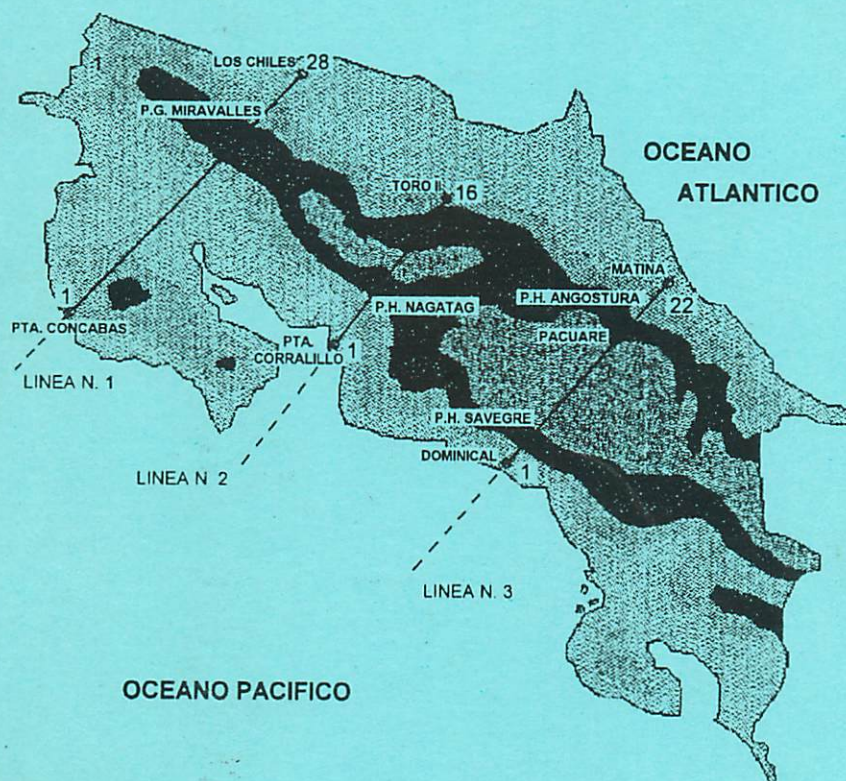 LOS CHILES 28
1
P.G. MIRAVALLES
OCEANO
ATLANTICO
TORO II
16
MATINA
P.H. ANGOSTURA
22
1
PTA. CONCABAS
P.H. NAGATAG
PACUARE
PTA.
CORRALILLO
1
LINEA N. 1
P.H. SAVEGRE
DOMINICAL
1
LINEA N. 2
LINEA N. 3
OCEANO PACIFICO